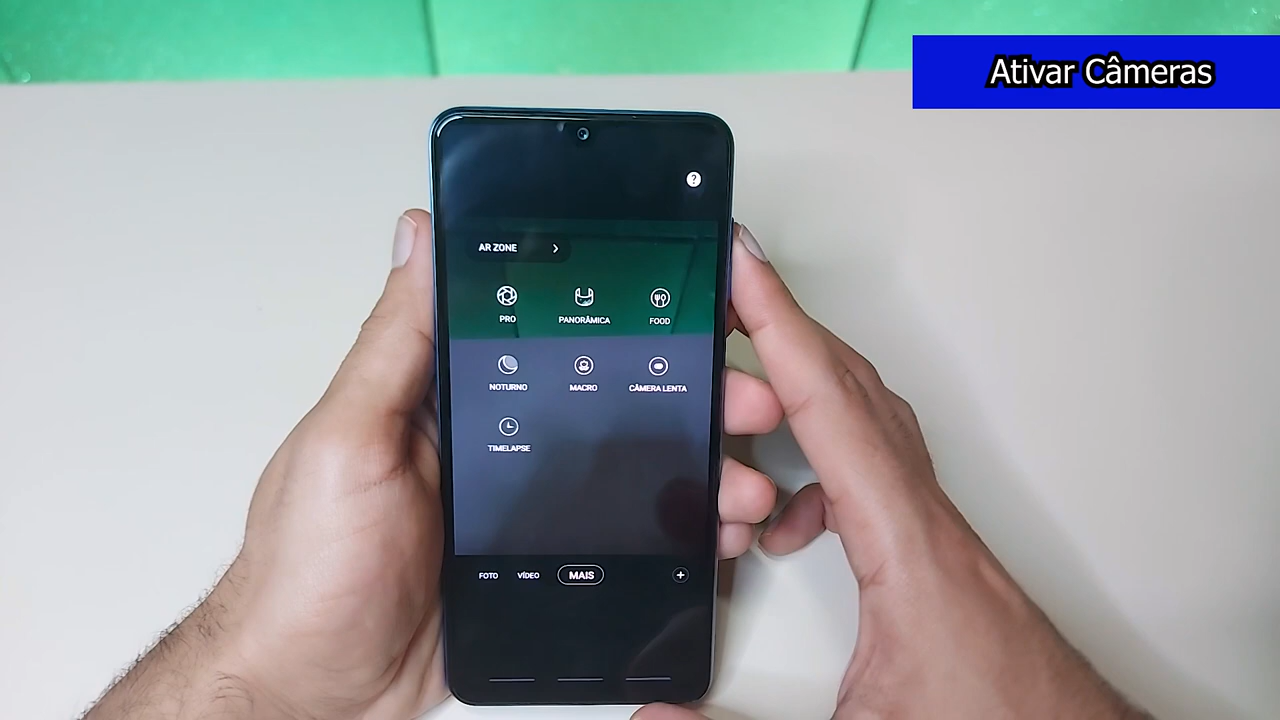 Ativar Câmeras
?
AR ZONE >
PRO PANORÂMICA FOOD
NOTURNO MACRO CÂMERA LENTA
TIMELAPSE
FOTO VÍDEO MAIS +